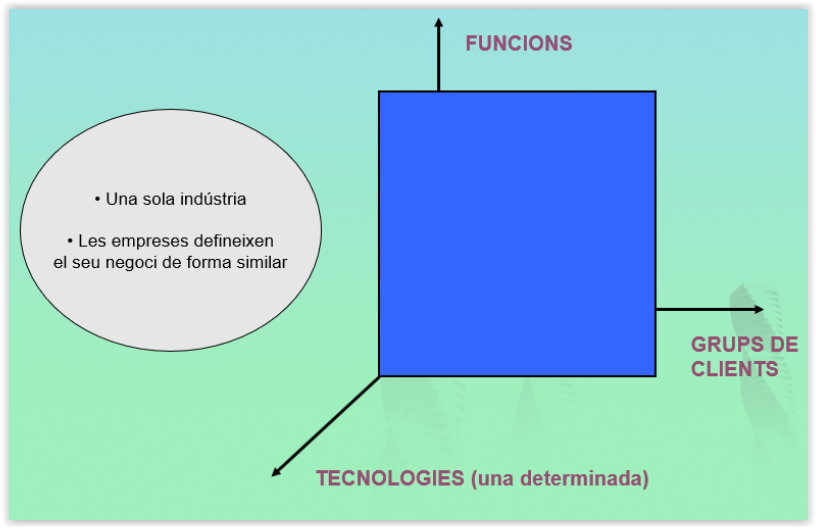 FUNCIONS
• Una sola indústria
• Les empreses defineixen
el seu negoci de forma similar
GRUPS DE
CLIENTS
TECNOLOGIES (una determinada)